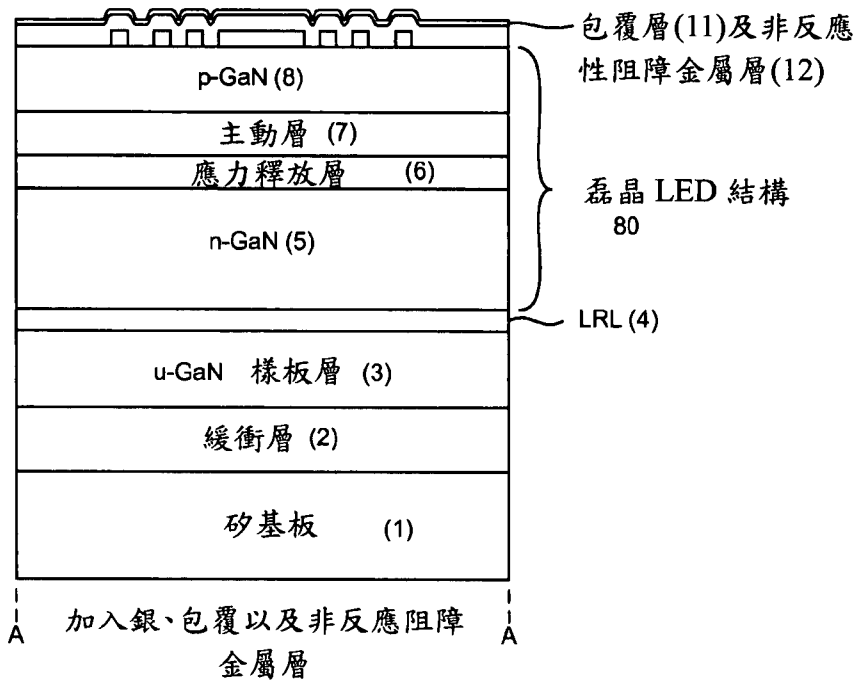 包覆層(11)及非反應
性阻障金屬層(12)
p-GaN (8)
主動層 (7)
應力釋放層 (6)
磊晶 LED 結構
80
n-GaN (5)
LRL (4)
u-GaN 樣板層 (3)
緩衝層 (2)
矽基板 (1)
A A
加入銀、包覆以及非反應阻障
金屬層